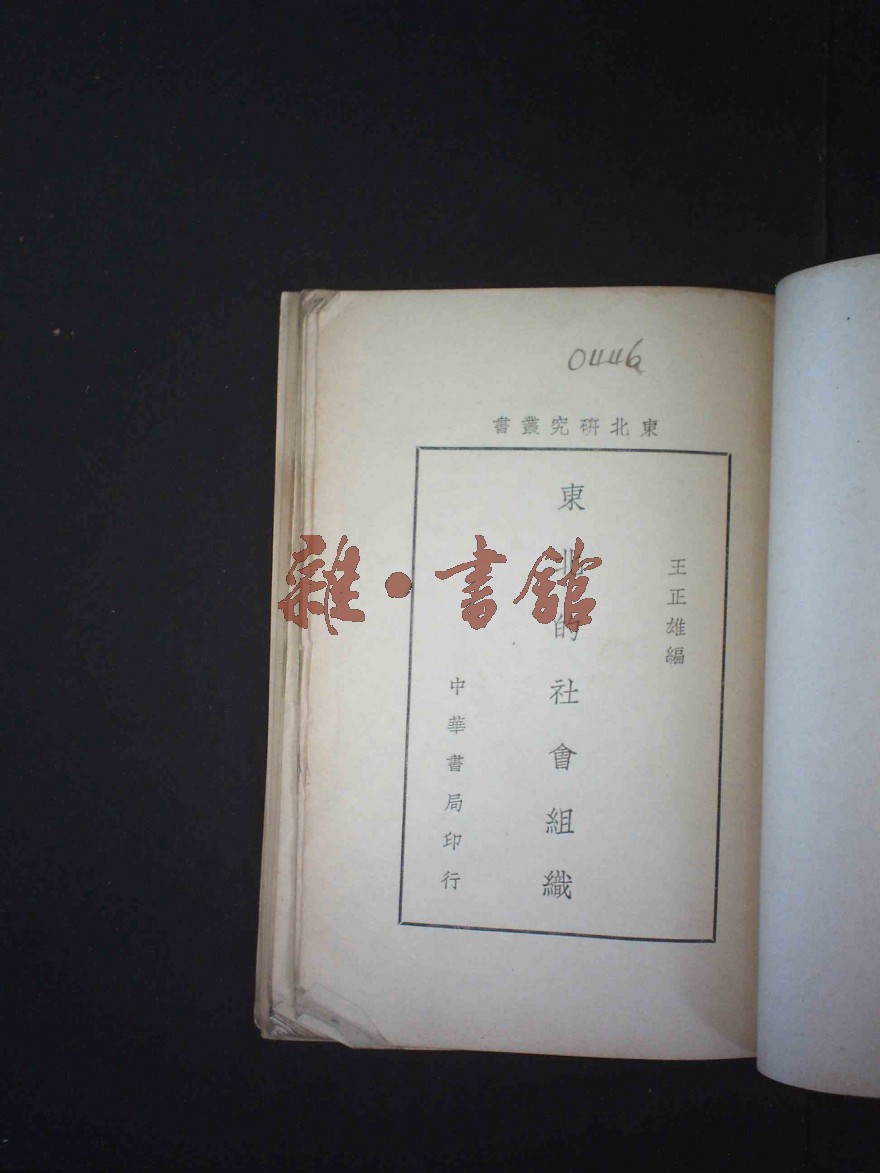 0446
東北研究叢書
王正雄編
東北的社會組織
中華書局印行
雜·書館